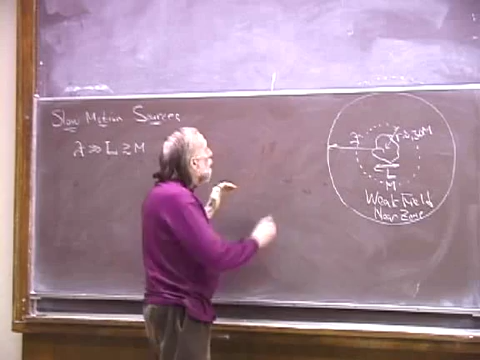 Slow Motion Sources
ƛ >> L ≳ M
ƛ
r≳30M
L
M
Weak Field
Near Zone